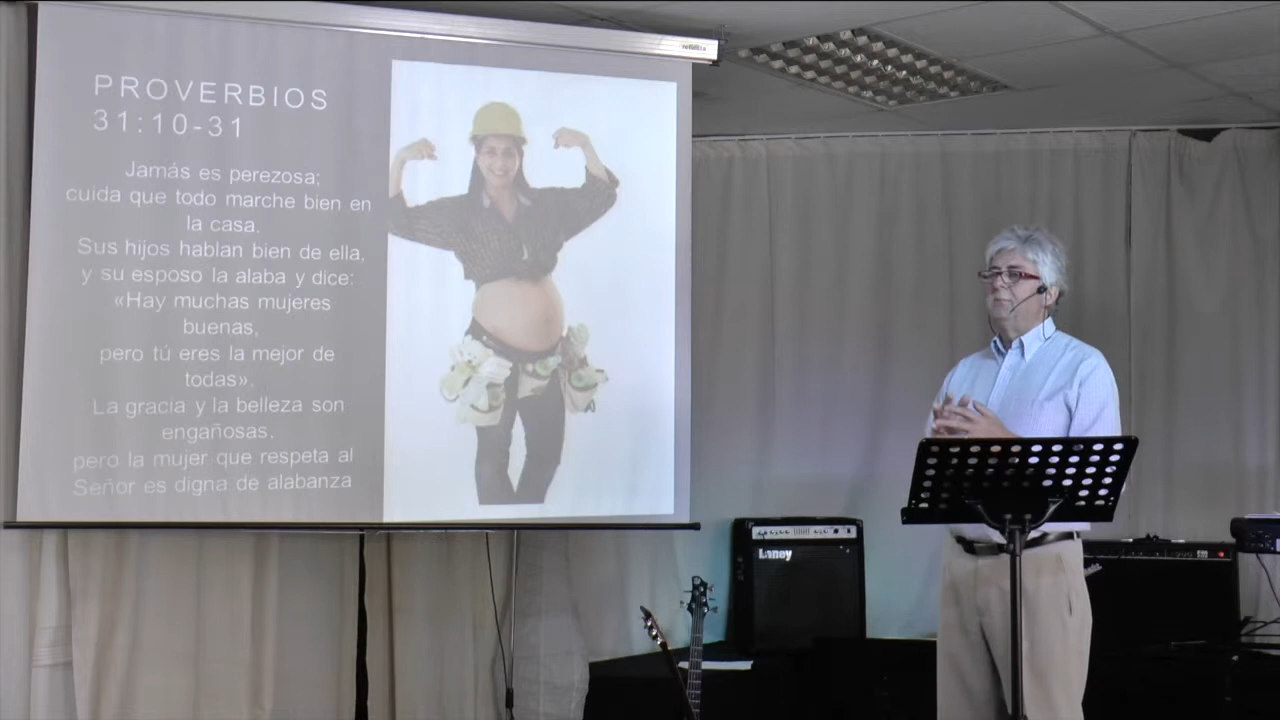 PROVERBIOS
31:10-31
Jamás es perezosa;
cuida que todo marche bien en
la casa.
Sus hijos hablan bien de ella,
y su esposo la alaba y dice:
«Hay muchas mujeres
buenas,
pero tú eres la mejor de
todas».
La gracia y la belleza son
engañosas,
pero la mujer que respeta al
Señor es digna de alabanza
Laney